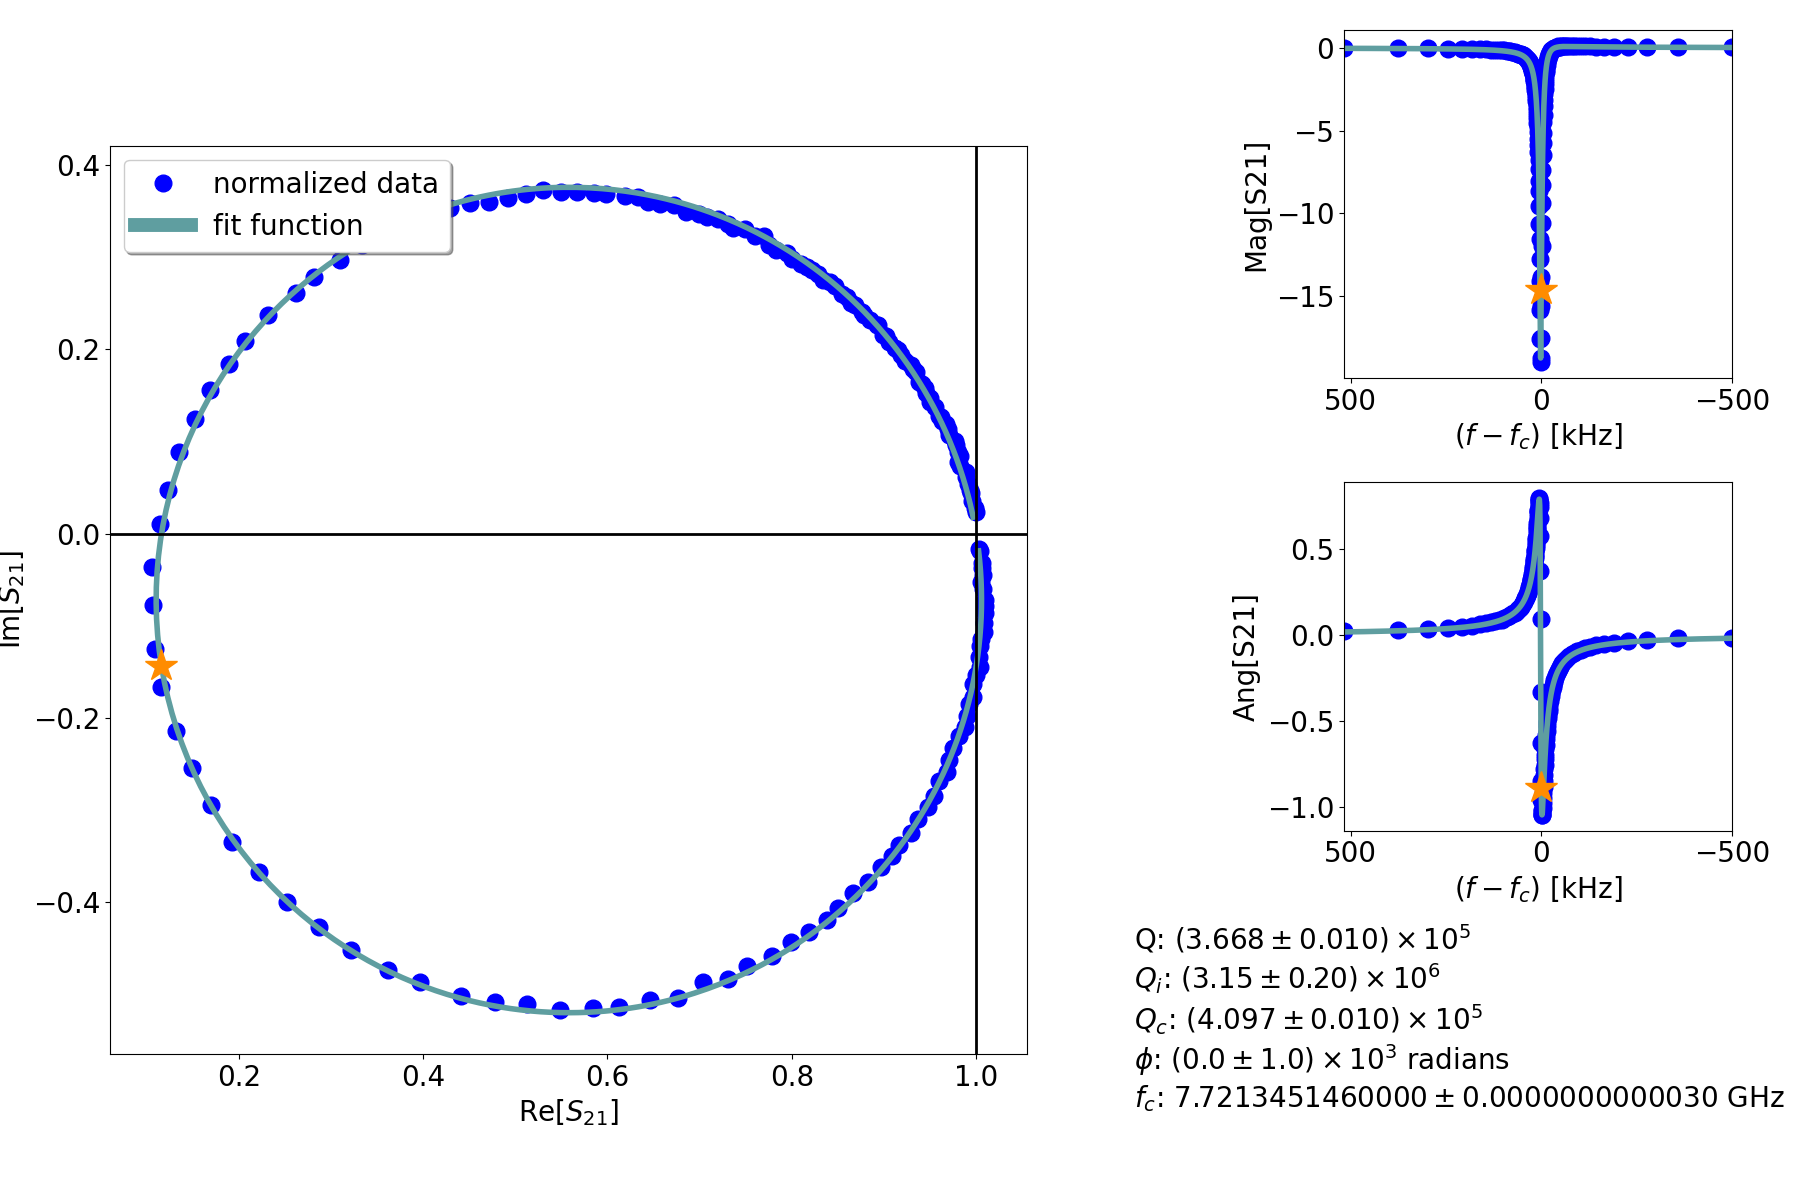 normalized data
fit function
0.4
0.2
0.0
−0.2
−0.4
Im[S21]
0.2
0.4
0.6
0.8
1.0
Re[S21]
0
−5
−10
−15
Mag[S21]
500
0
−500
(f − fc) [kHz]
0.5
0.0
−0.5
−1.0
Ang[S21]
500
0
−500
(f − fc) [kHz]
Q: (3.668 ± 0.010) × 10^5
Qi: (3.15 ± 0.20) × 10^6
Qc: (4.097 ± 0.010) × 10^5
ϕ: (0.0 ± 1.0) × 10^3 radians
fc: 7.7213451460000 ± 0.0000000000030 GHz